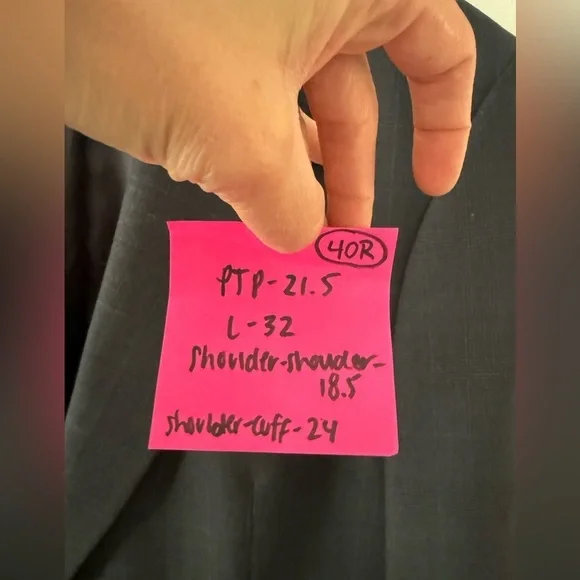 40R
PTP-21.5
L-32
Shoulder-shoulder-
18.5
Shoulder-cuff-24